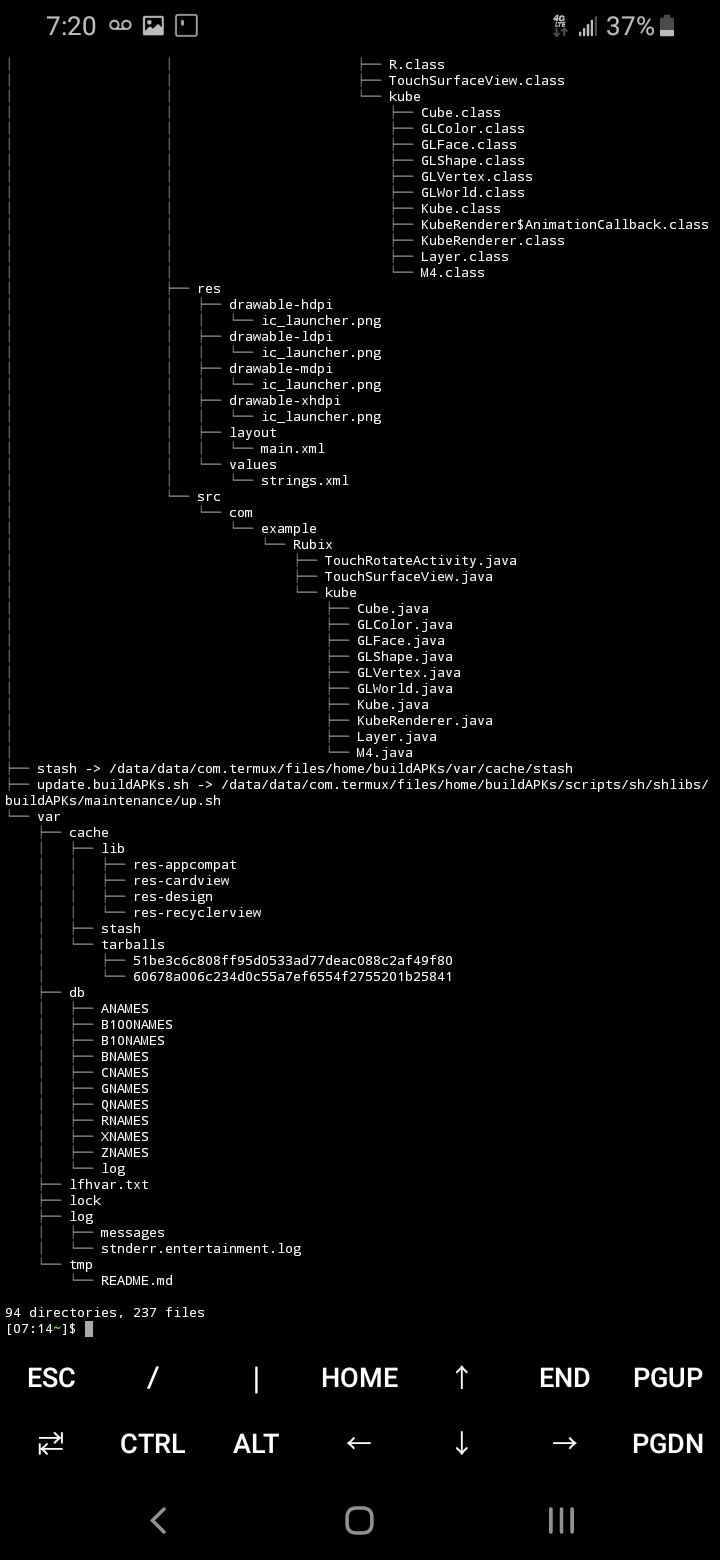 7:20 4G LTE 37%
│ │ ├── R.class
│ │ ├── TouchSurfaceView.class
│ │ └── kube
│ │ ├── Cube.class
│ │ ├── GLColor.class
│ │ ├── GLFace.class
│ │ ├── GLShape.class
│ │ ├── GLVertex.class
│ │ ├── GLWorld.class
│ │ ├── Kube.class
│ │ ├── KubeRenderer$AnimationCallback.class
│ │ ├── KubeRenderer.class
│ │ ├── Layer.class
│ │ └── M4.class
│ ├── res
│ │ ├── drawable-hdpi
│ │ │ └── ic_launcher.png
│ │ ├── drawable-ldpi
│ │ │ └── ic_launcher.png
│ │ ├── drawable-mdpi
│ │ │ └── ic_launcher.png
│ │ ├── drawable-xhdpi
│ │ │ └── ic_launcher.png
│ │ ├── layout
│ │ │ └── main.xml
│ │ └── values
│ │ └── strings.xml
│ └── src
│ └── com
│ └── example
│ └── Rubix
│ ├── TouchRotateActivity.java
│ ├── TouchSurfaceView.java
│ └── kube
│ ├── Cube.java
│ ├── GLColor.java
│ ├── GLFace.java
│ ├── GLShape.java
│ ├── GLVertex.java
│ ├── GLWorld.java
│ ├── Kube.java
│ ├── KubeRenderer.java
│ ├── Layer.java
│ └── M4.java
├── stash -> /data/data/com.termux/files/home/buildAPKs/var/cache/stash
├── update.buildAPKs.sh -> /data/data/com.termux/files/home/buildAPKs/scripts/sh/shlibs/
buildAPKs/maintenance/up.sh
└── var
├── cache
│ ├── lib
│ │ ├── res-appcompat
│ │ ├── res-cardview
│ │ ├── res-design
│ │ └── res-recyclerview
│ ├── stash
│ └── tarballs
│ ├── 51be3c6c808ff95d0533ad77deac088c2af49f80
│ └── 60678a006c234d0c55a7ef6554f2755201b25841
├── db
│ ├── ANAMES
│ ├── B100NAMES
│ ├── B10NAMES
│ ├── BNAMES
│ ├── CNAMES
│ ├── GNAMES
│ ├── QNAMES
│ ├── RNAMES
│ ├── XNAMES
│ ├── ZNAMES
│ └── log
├── lfhvar.txt
├── lock
├── log
│ ├── messages
│ └── stnderr.entertainment.log
└── tmp
└── README.md
94 directories, 237 files
[07:14~]$
ESC / | HOME ↑ END PGUP
⇄ CTRL ALT ← ↓ → PGDN